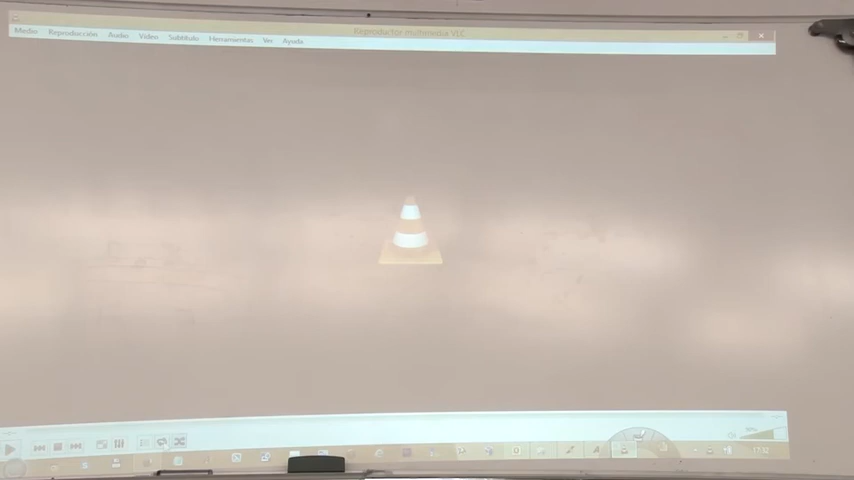 Reproductor multimedia VLC
Medio Reproducción Audio Vídeo Subtítulo Herramientas Ver Ayuda